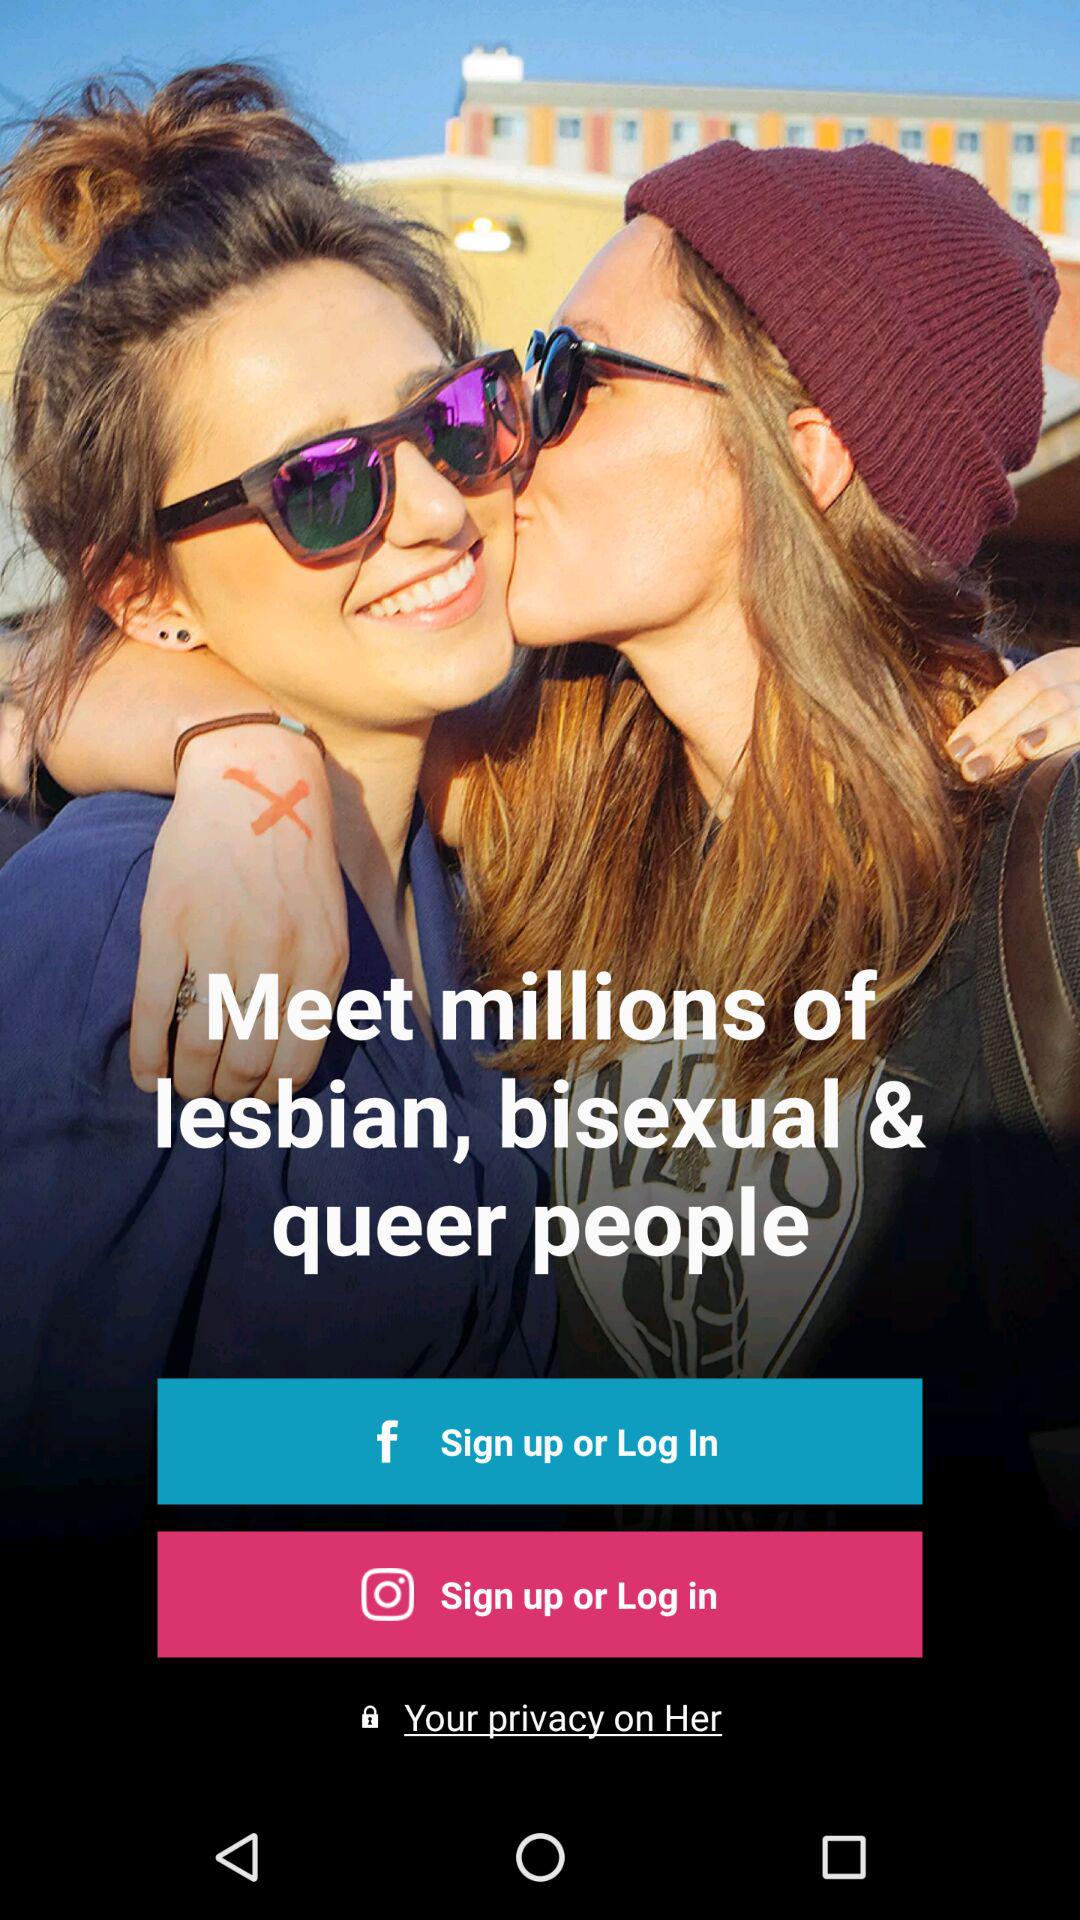 Meet millions of
lesbian, bisexual &
queer people
f Sign up or Log In
Sign up or Log in
Your privacy on Her